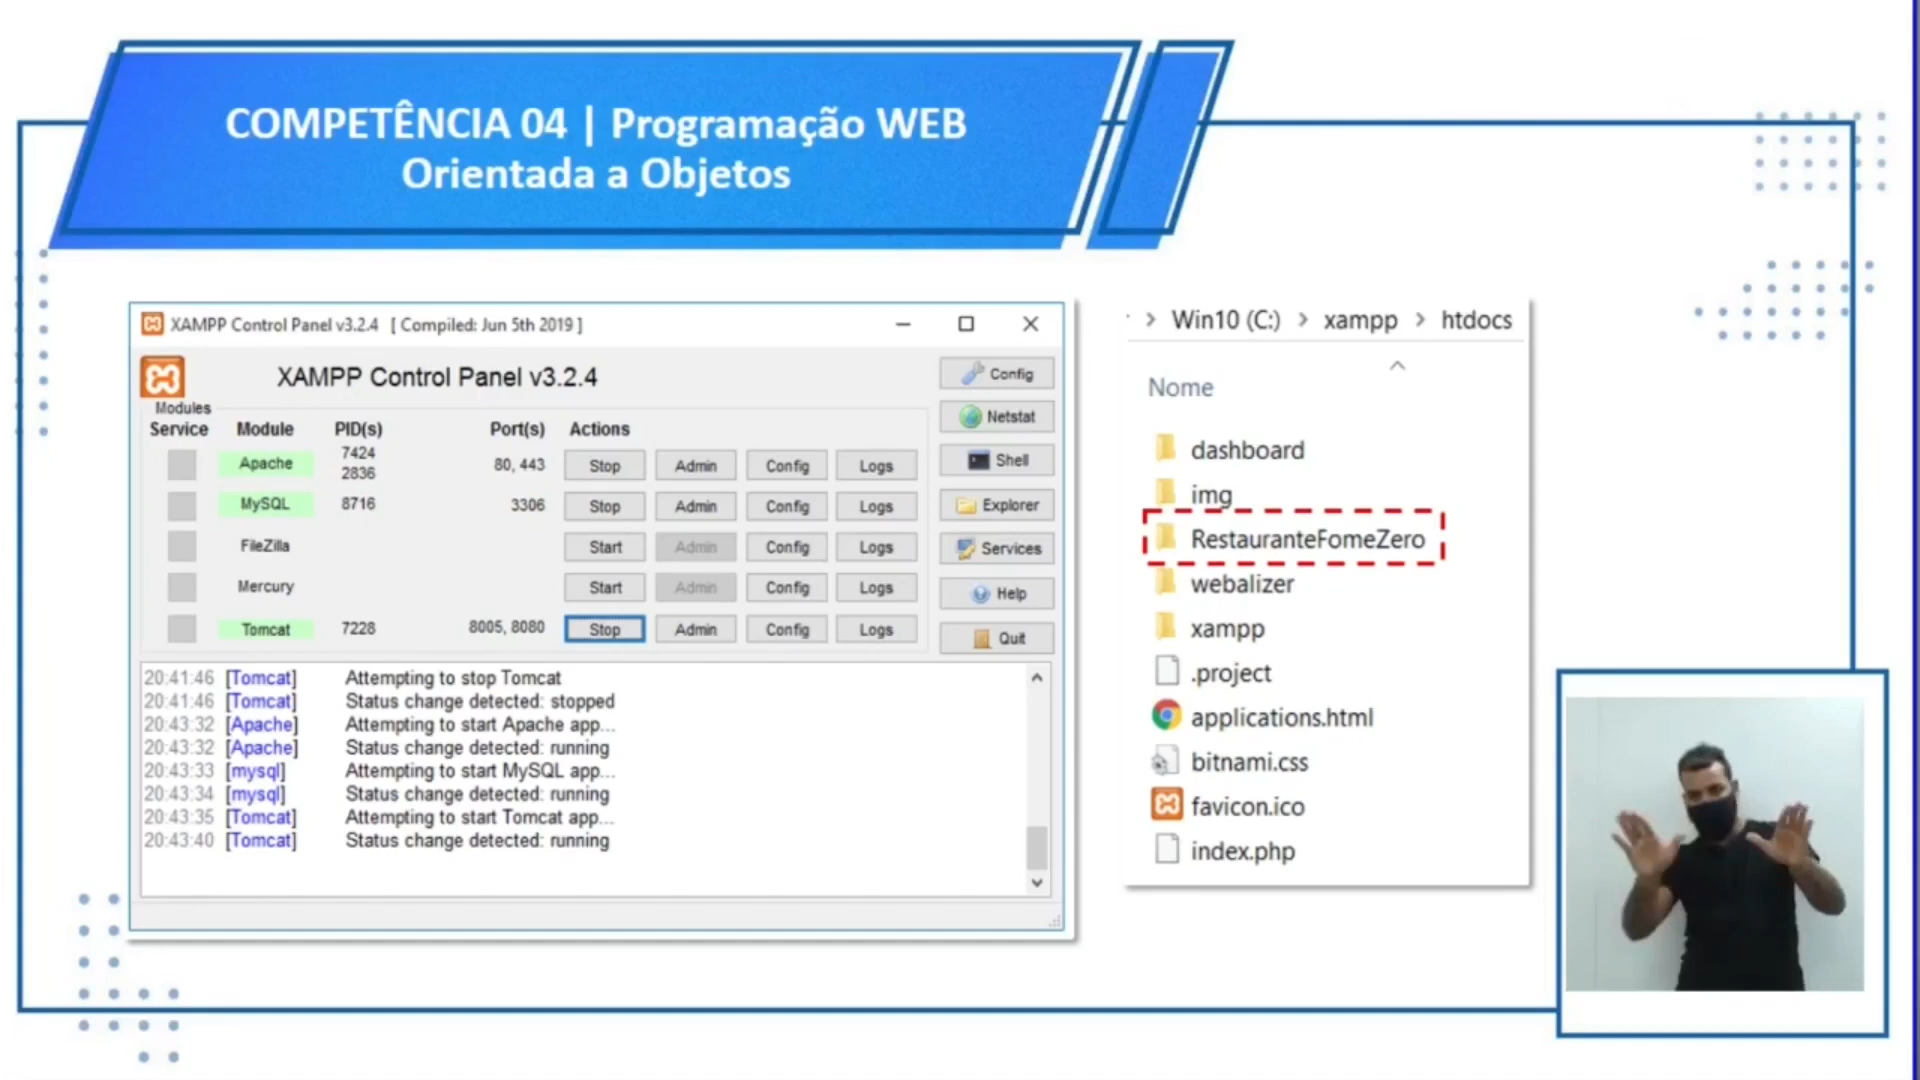 COMPETÊNCIA 04 | Programação WEB
Orientada a Objetos
XAMPP Control Panel v3.2.4 [ Compiled: Jun 5th 2019 ]
XAMPP Control Panel v3.2.4
Config
Modules
Service Module PID(s) Port(s) Actions
Netstat
Apache 7424 2836 80, 443 Stop Admin Config Logs
Shell
MySQL 8716 3306 Stop Admin Config Logs
Explorer
FileZilla Start Admin Config Logs
Services
Mercury Start Admin Config Logs
Help
Tomcat 7228 8005, 8080 Stop Admin Config Logs
Quit
20:41:46 [Tomcat] Attempting to stop Tomcat
20:41:46 [Tomcat] Status change detected: stopped
20:43:32 [Apache] Attempting to start Apache app...
20:43:32 [Apache] Status change detected: running
20:43:33 [mysql] Attempting to start MySQL app...
20:43:34 [mysql] Status change detected: running
20:43:35 [Tomcat] Attempting to start Tomcat app...
20:43:40 [Tomcat] Status change detected: running
> Win10 (C:) > xampp > htdocs
Nome
dashboard
img
RestauranteFomeZero
webalizer
xampp
.project
applications.html
bitnami.css
favicon.ico
index.php